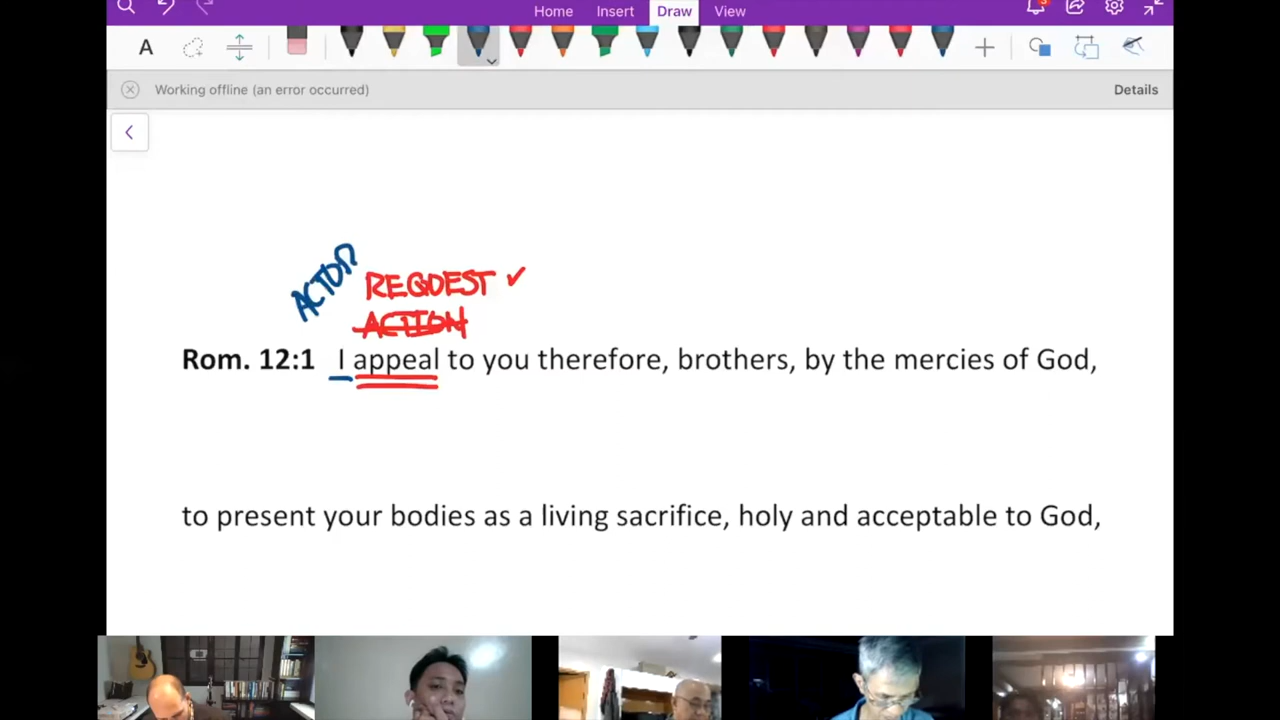 Home Insert Draw View
A
Working offline (an error occurred) Details
ACTOR
REQUEST ✓
ACTION
Rom. 12:1 I appeal to you therefore, brothers, by the mercies of God,
to present your bodies as a living sacrifice, holy and acceptable to God,